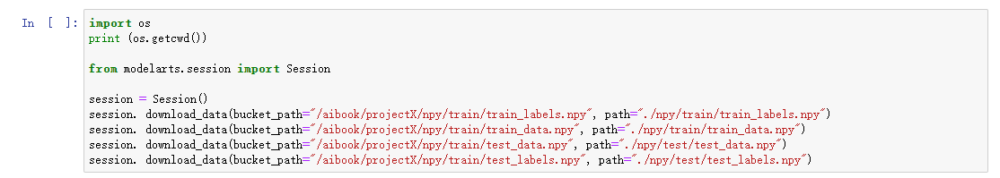 In [ ]: import os
print (os.getcwd())
from modelarts.session import Session
session = Session()
session. download_data(bucket_path="/aibook/projectX/npy/train/train_labels.npy", path="./npy/train/train_labels.npy")
session. download_data(bucket_path="/aibook/projectX/npy/train/train_data.npy", path="./npy/train/train_data.npy")
session. download_data(bucket_path="/aibook/projectX/npy/train/test_data.npy", path="./npy/test/test_data.npy")
session. download_data(bucket_path="/aibook/projectX/npy/train/test_labels.npy", path="./npy/test/test_labels.npy")